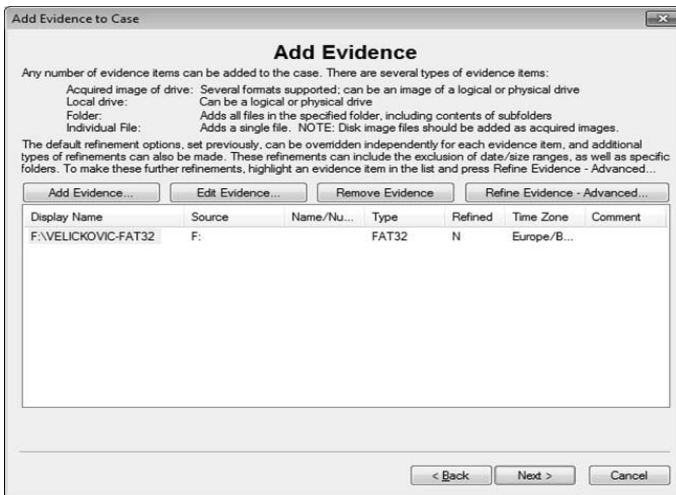 Add Evidence to Case
Add Evidence
Any number of evidence items can be added to the case. There are several types of evidence items:
Acquired image of drive: Several formats supported; can be an image of a logical or physical drive
Local drive: Can be a logical or physical drive
Folder: Adds all files in the specified folder, including contents of subfolders
Individual File: Adds a single file. NOTE: Disk image files should be added as acquired images.
The default refinement options, set previously, can be overridden independently for each evidence item, and additional
types of refinements can also be made. These refinements can include the exclusion of date/size ranges, as well as specific
folders. To make these further refinements, highlight an evidence item in the list and press Refine Evidence - Advanced...
Add Evidence... Edit Evidence... Remove Evidence Refine Evidence - Advanced...
Display Name Source Name/Nu... Type Refined Time Zone Comment
F:\VELICKOVIC-FAT32 F: FAT32 N Europe/B...
< Back Next > Cancel